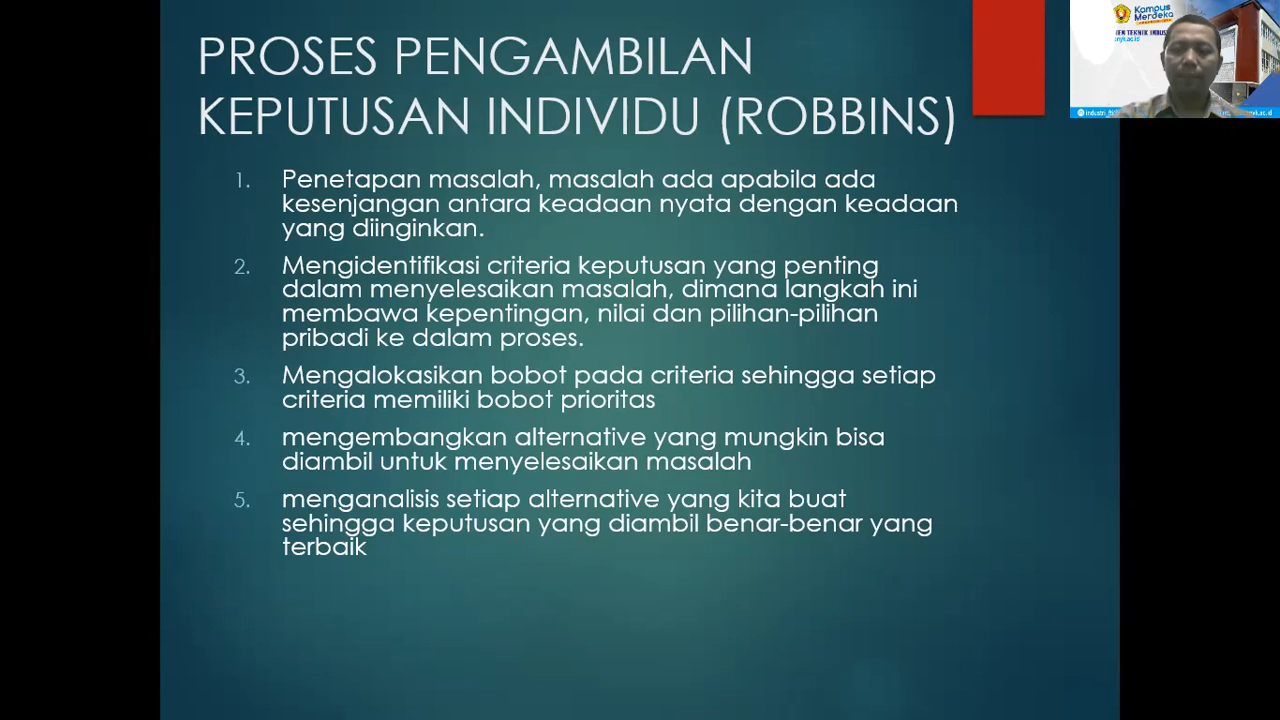 PROSES PENGAMBILAN
KEPUTUSAN INDIVIDU (ROBBINS)
1. Penetapan masalah, masalah ada apabila ada
kesenjangan antara keadaan nyata dengan keadaan
yang diinginkan.
2. Mengidentifikasi criteria keputusan yang penting
dalam menyelesaikan masalah, dimana langkah ini
membawa kepentingan, nilai dan pilihan-pilihan
pribadi ke dalam proses.
3. Mengalokasikan bobot pada criteria sehingga setiap
criteria memiliki bobot prioritas
4. mengembangkan alternative yang mungkin bisa
diambil untuk menyelesaikan masalah
5. menganalisis setiap alternative yang kita buat
sehingga keputusan yang diambil benar-benar yang
terbaik
Kampus
Merdeka
TEKNIK